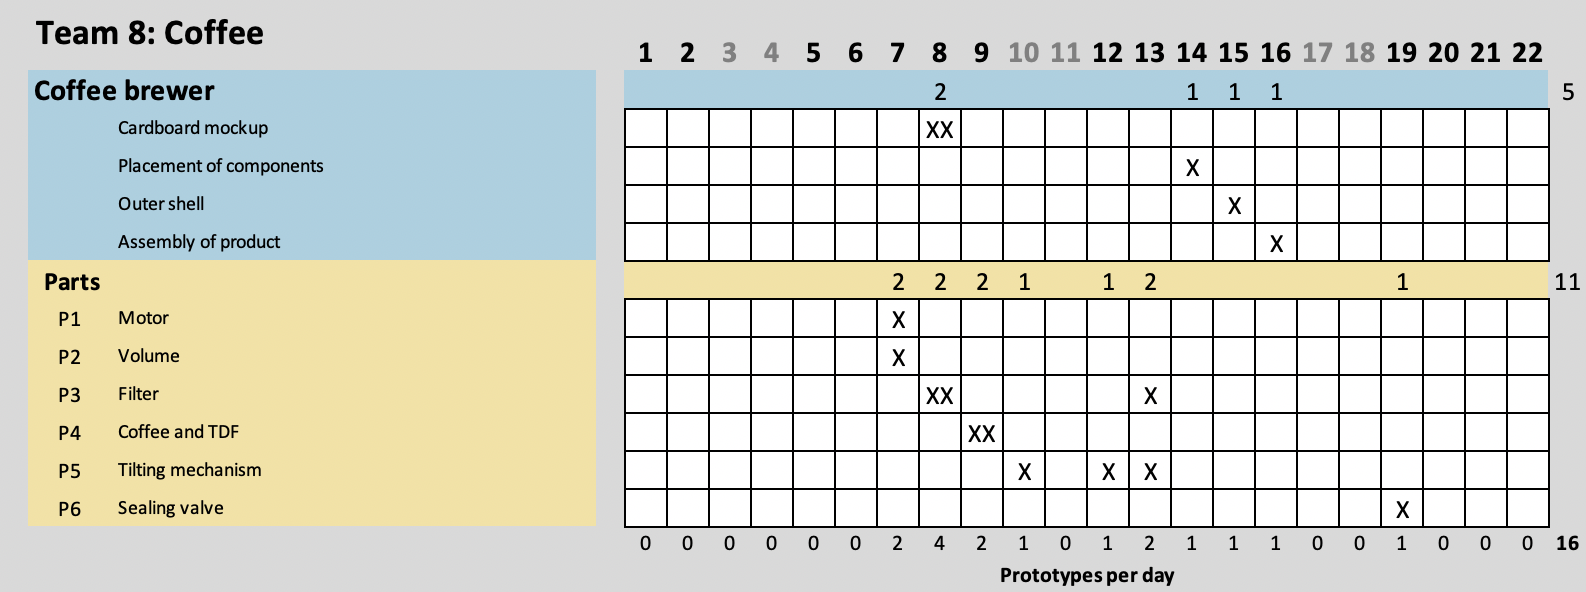 Team 8: Coffee
1 2 3 4 5 6 7 8 9 10 11 12 13 14 15 16 17 18 19 20 21 22
Coffee brewer 2 1 1 1 5
Cardboard mockup XX
Placement of components X
Outer shell X
Assembly of product X
Parts 2 2 2 1 1 2 1 11
P1 Motor X
P2 Volume X
P3 Filter XX X
P4 Coffee and TDF XX
P5 Tilting mechanism X X X
P6 Sealing valve X
0 0 0 0 0 0 2 4 2 1 0 1 2 1 1 1 0 0 1 0 0 0 16
Prototypes per day